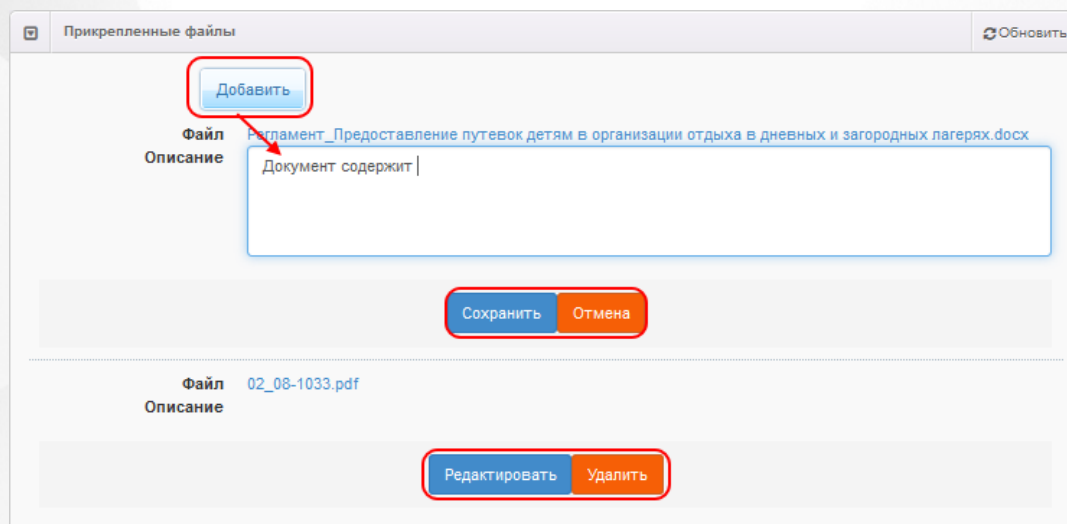 Прикрепленные файлы Обновить
Добавить
Файл Регламент_Предоставление путевок детям в организации отдыха в дневных и загородных лагерях.docx
Описание
Документ содержит
Сохранить Отмена
Файл 02_08-1033.pdf
Описание
Редактировать Удалить